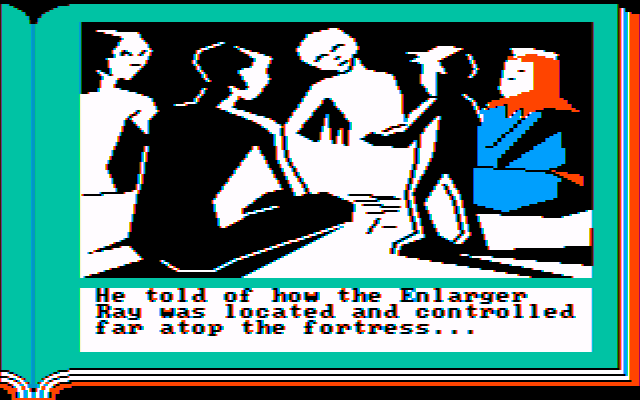 He told of how the Enlarger
Ray was located and controlled
far atop the fortress...